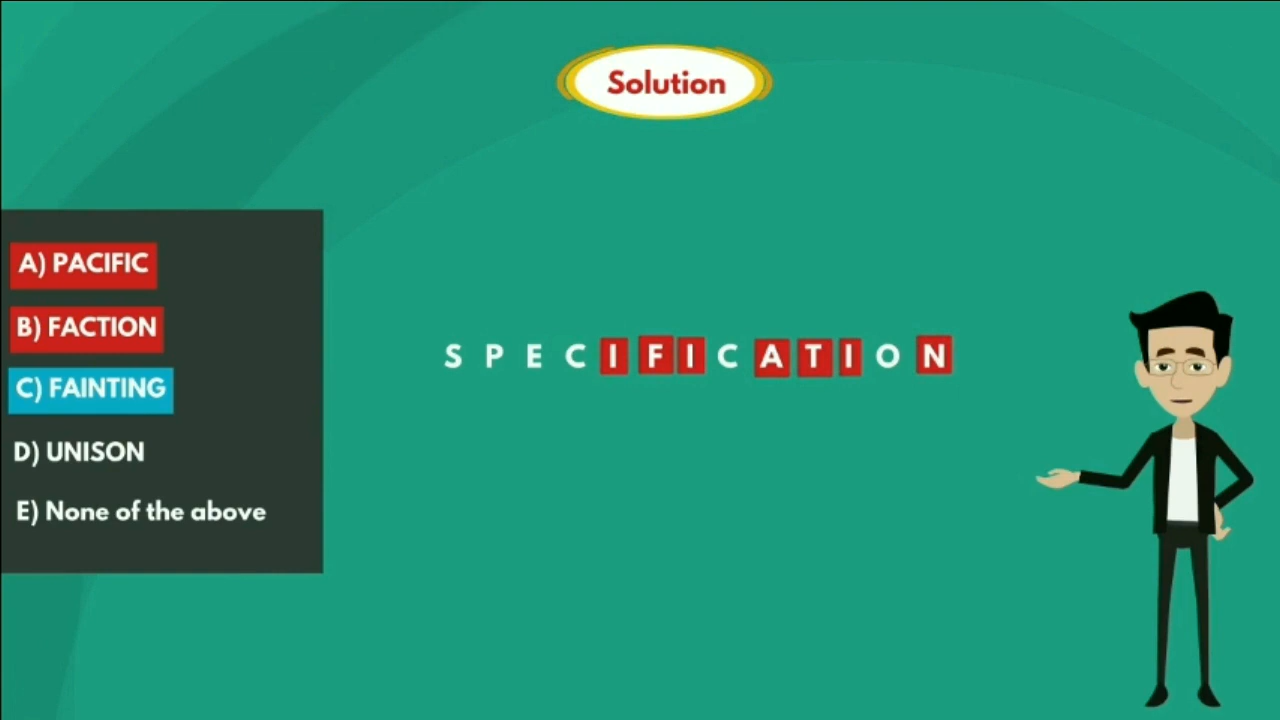 Solution
A) PACIFIC
B) FACTION
C) FAINTING
D) UNISON
E) None of the above
S P E C I F I C A T I O N